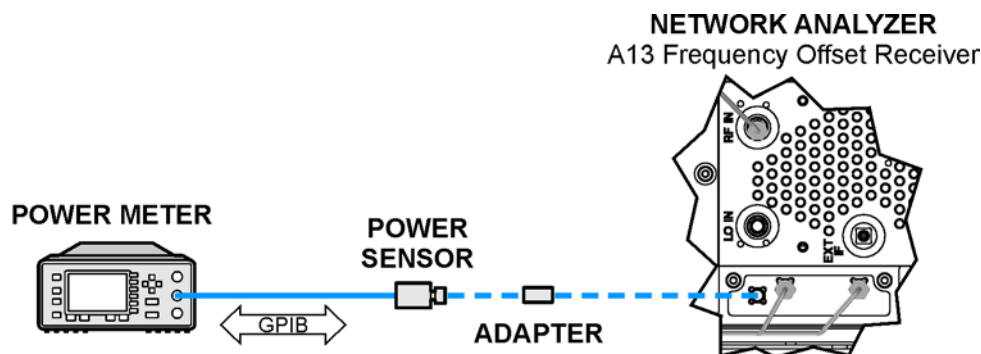 NETWORK ANALYZER
A13 Frequency Offset Receiver
RF IN
LO IN
EXT
IF
POWER METER
POWER
SENSOR
GPIB
ADAPTER